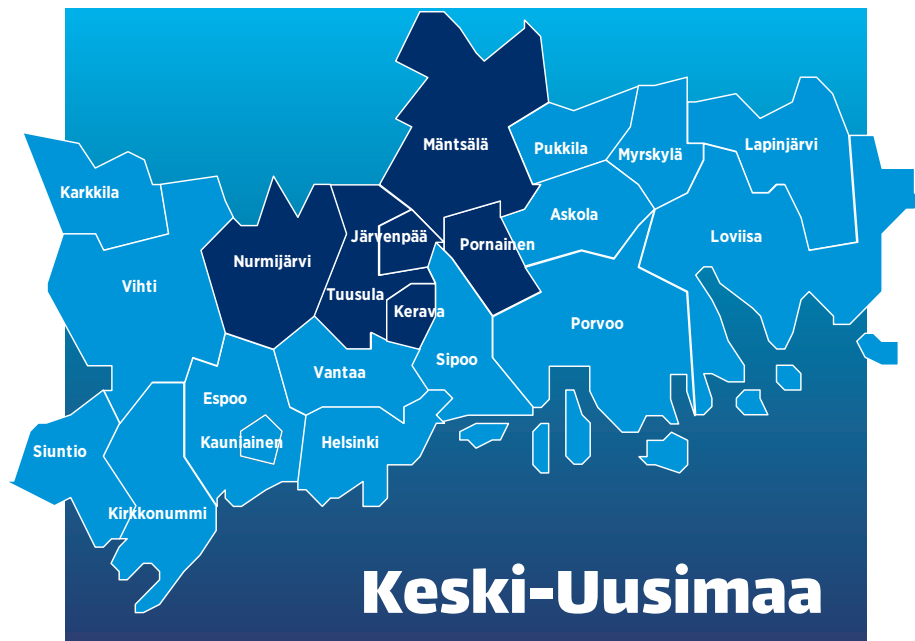 Mäntsälä
Pukkila
Myrskylä
Lapinjärvi
Karkkila
Askola
Järvenpää
Pornainen
Loviisa
Nurmijärvi
Vihti
Tuusula
Kerava
Porvoo
Sipoo
Vantaa
Espoo
Kauniainen
Helsinki
Siuntio
Kirkkonummi
Keski-Uusimaa